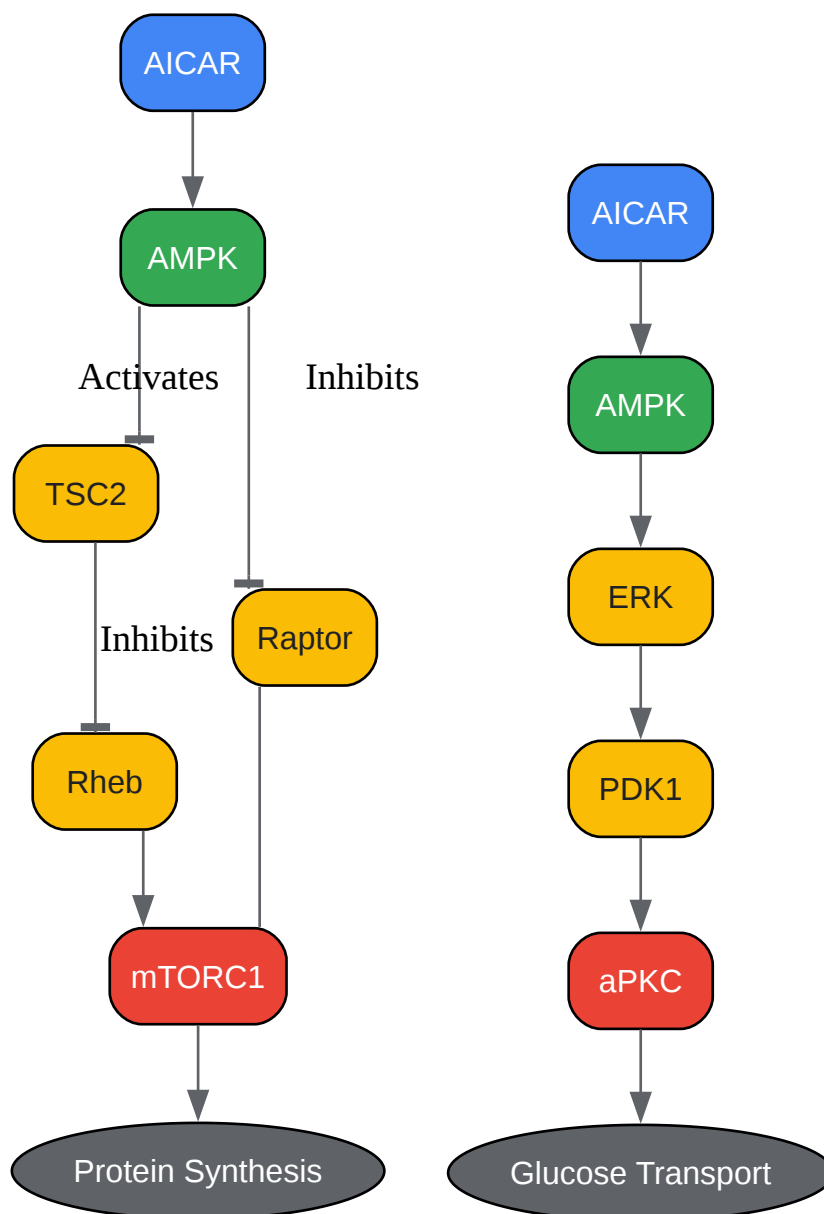 AICAR
AMPK
Activates
Inhibits
TSC2
Inhibits
Raptor
Rheb
mTORC1
Protein Synthesis
AICAR
AMPK
ERK
PDK1
aPKC
Glucose Transport